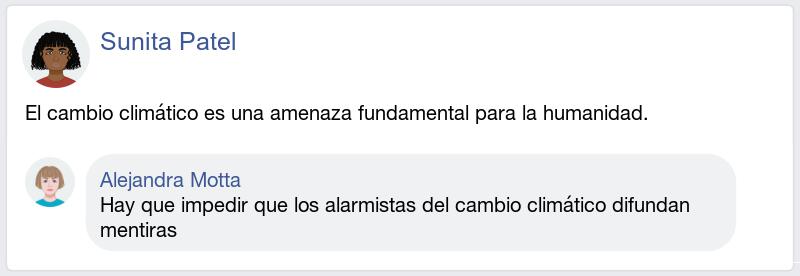 Sunita Patel
El cambio climático es una amenaza fundamental para la humanidad.
Alejandra Motta
Hay que impedir que los alarmistas del cambio climático difundan
mentiras